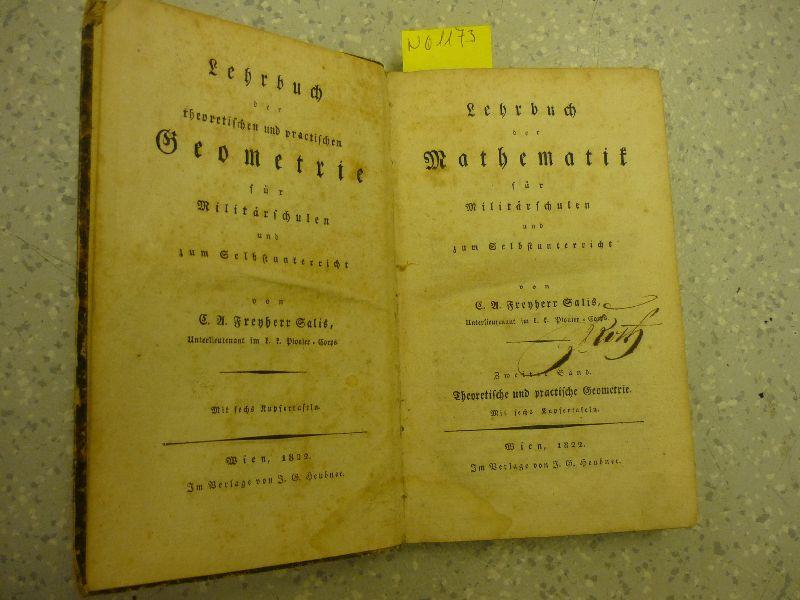 NO1173
Lehrbuch
der
theoretischen und practischen
Geometrie
für
Militärschulen
und
zum Selbstunterricht
von
C. A. Freyherr Salis,
Unterlieutenant im k. k. Pionier-Corps
Mit sechs Kupfertafeln.
Wien, 1822.
Im Verlage von J. G. Heubner.
Lehrbuch
der
Mathematik
für
Militärschulen
und
zum Selbstunterricht
von
C. A. Freyherr Salis,
Unterlieutenant im k. k. Pionier-Corps
Roth
Zweiter Band.
Theoretische und practische Geometrie.
Mit sechs Kupfertafeln.
Wien, 1822.
Im Verlage von J. G. Heubner.